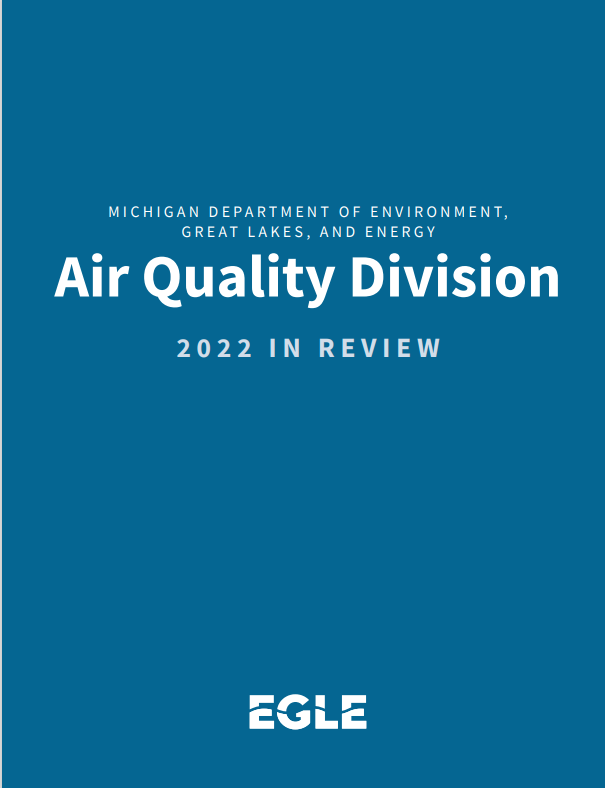 MICHIGAN DEPARTMENT OF ENVIRONMENT,
GREAT LAKES, AND ENERGY
Air Quality Division
2022 IN REVIEW
EGLE